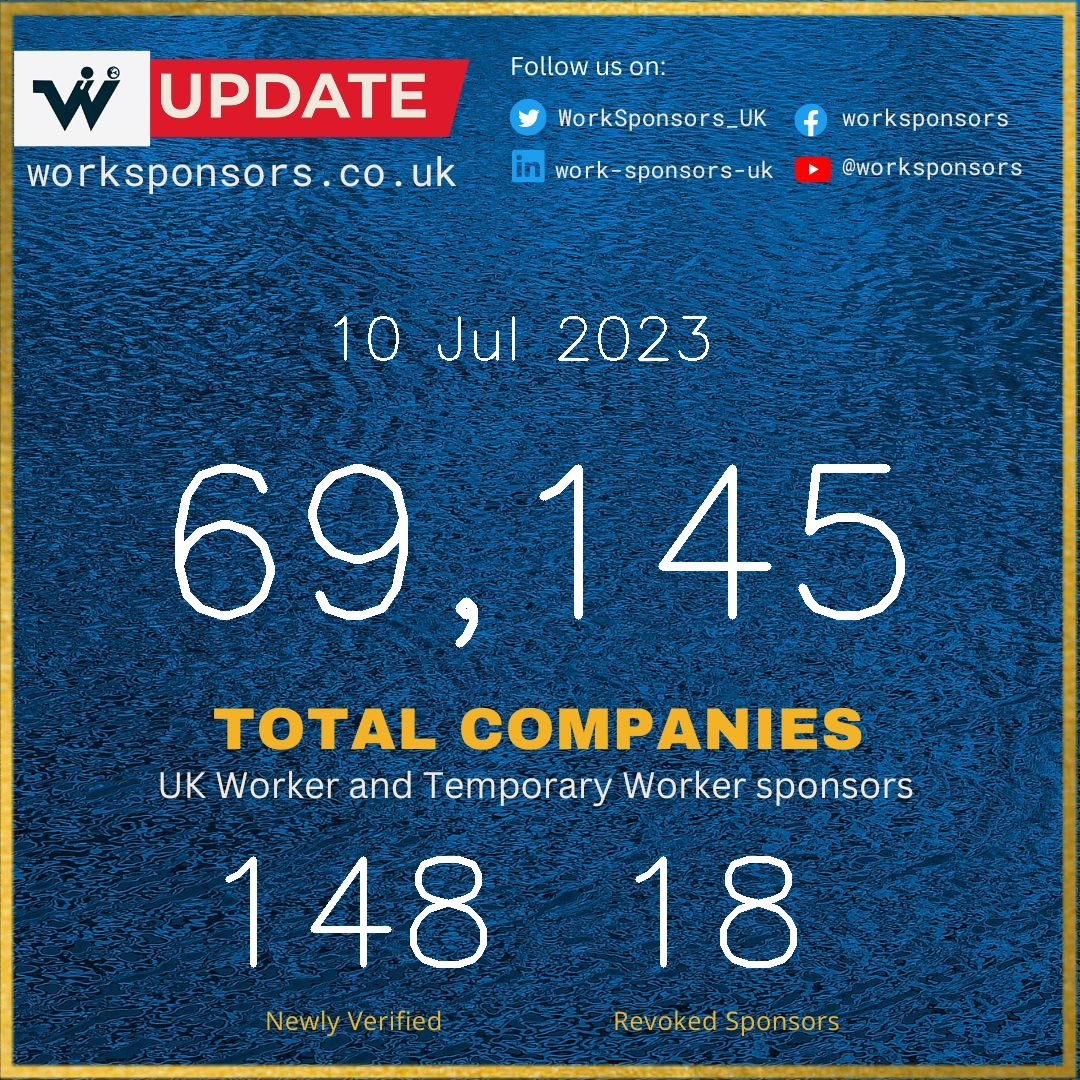 UPDATE
worksponsors.co.uk
Follow us on:
WorkSponsors_UK
worksponsors
work-sponsors-uk
@worksponsors
10 Jul 2023
69,145
TOTAL COMPANIES
UK Worker and Temporary Worker sponsors
148 18
Newly Verified Revoked Sponsors